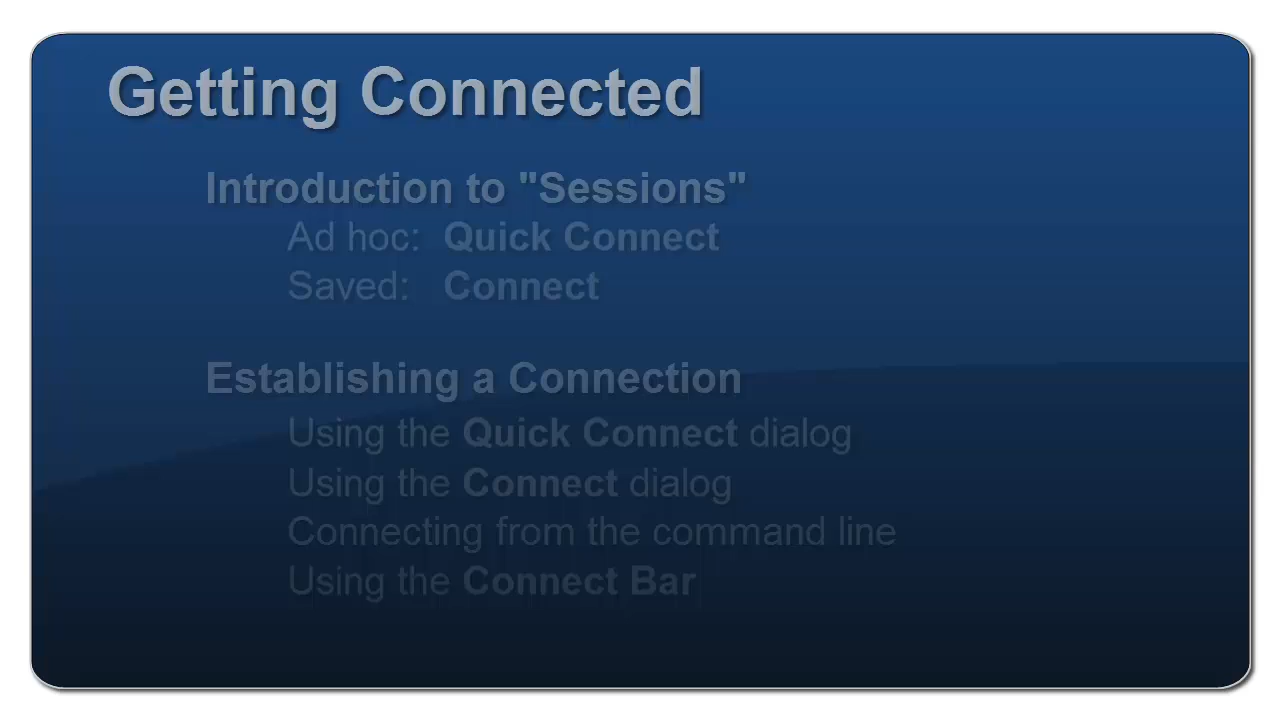 Getting Connected
Introduction to "Sessions"
Ad hoc: Quick Connect
Saved: Connect
Establishing a Connection
Using the Quick Connect dialog
Using the Connect dialog
Connecting from the command line
Using the Connect Bar